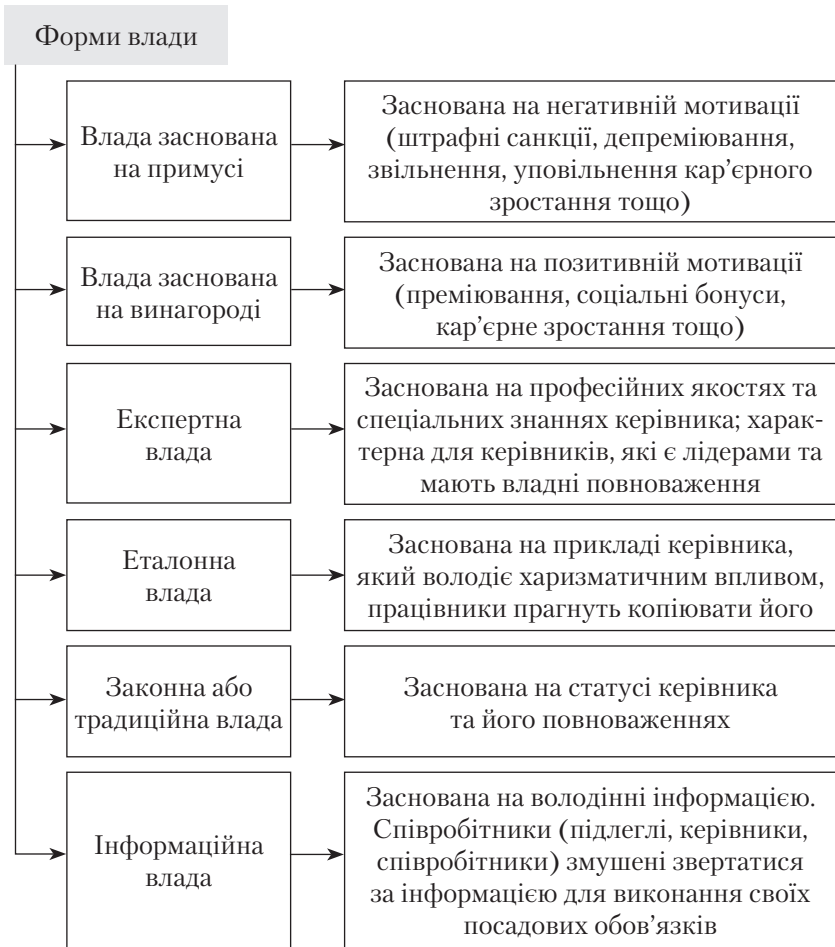 Форми влади
Влада заснована
на примусі
Заснована на негативній мотивації
(штрафні санкції, депреміювання,
звільнення, уповільнення кар’єрного
зростання тощо)
Влада заснована
на винагороді
Заснована на позитивній мотивації
(преміювання, соціальні бонуси,
кар’єрне зростання тощо)
Експертна
влада
Заснована на професійних якостях та
спеціальних знаннях керівника; харак-
терна для керівників, які є лідерами та
мають владні повноваження
Еталонна
влада
Заснована на прикладі керівника,
який володіє харизматичним впливом,
працівники прагнуть копіювати його
Законна або
традиційна влада
Заснована на статусі керівника
та його повноваженнях
Інформаційна
влада
Заснована на володінні інформацією.
Співробітники (підлеглі, керівники,
співробітники) змушені звертатися
за інформацією для виконання своїх
посадових обов’язків